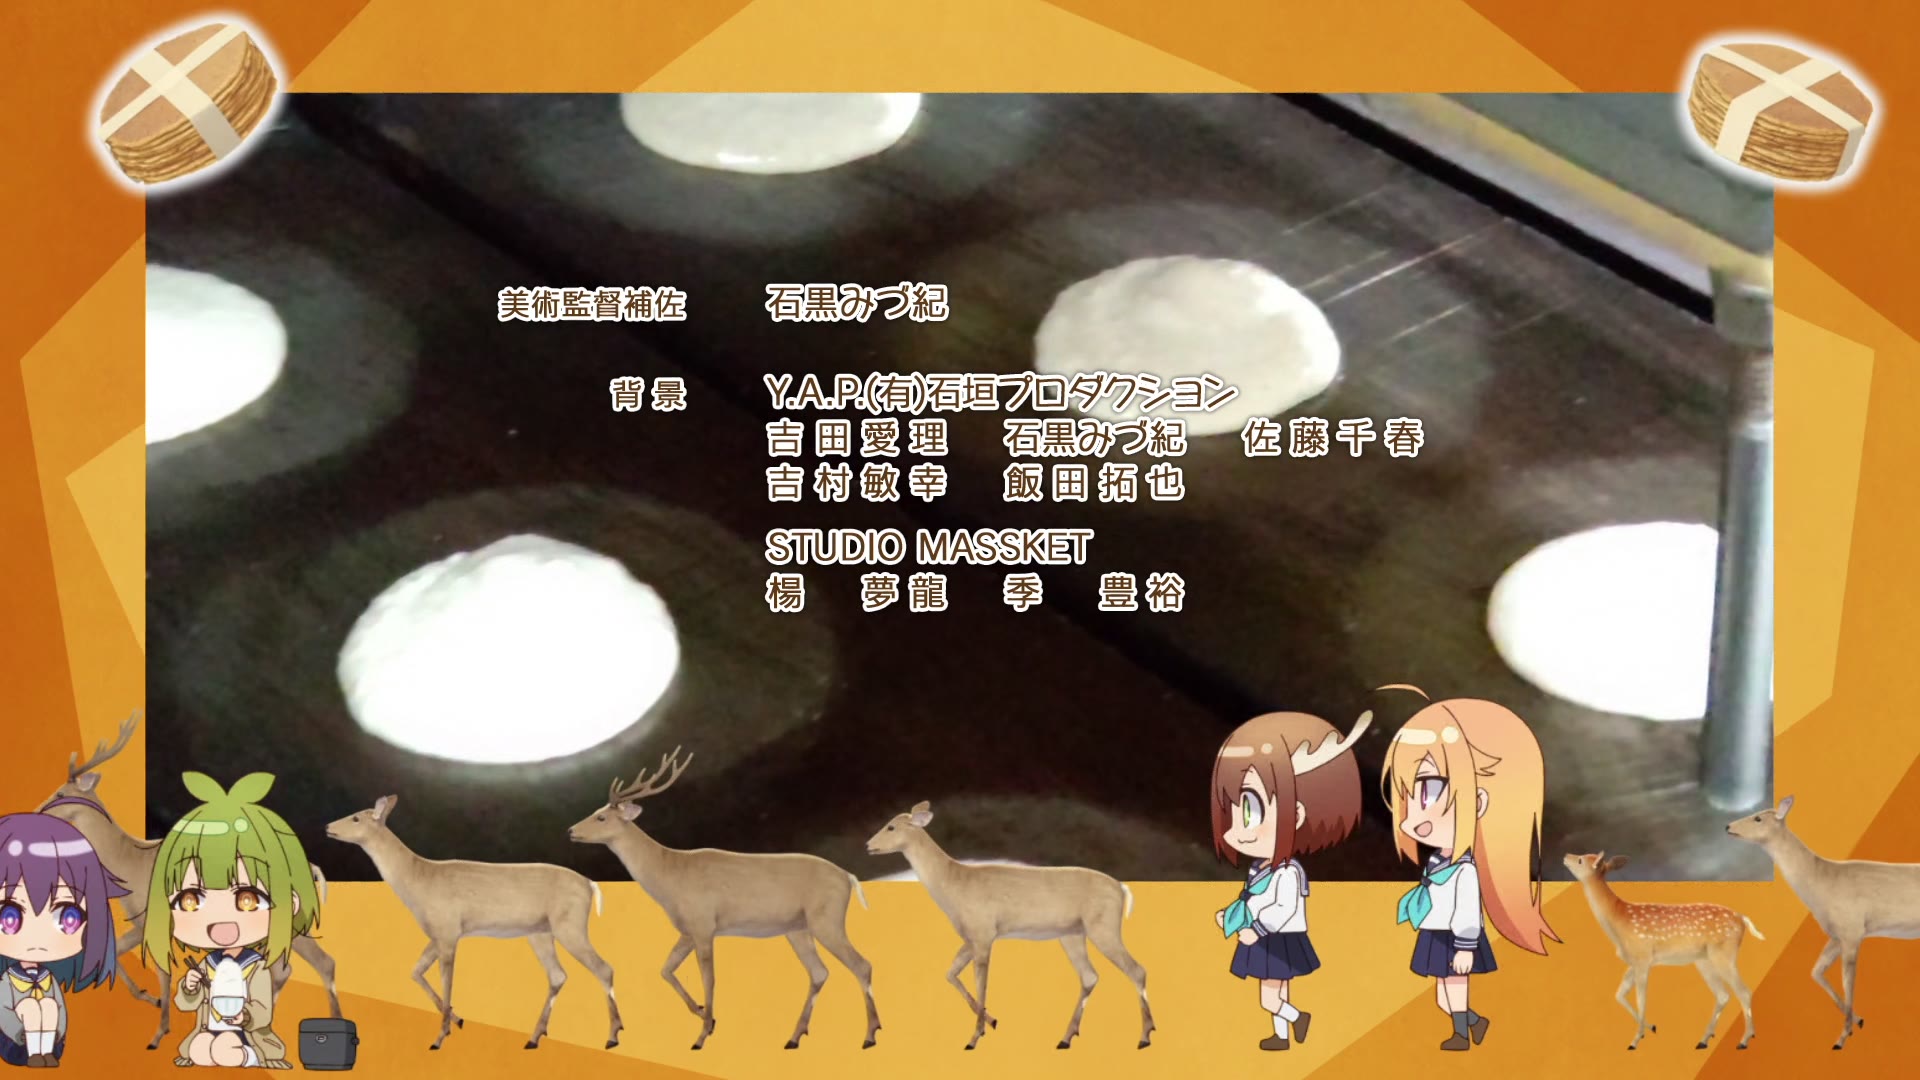 美術監督補佐 石黒みづ紀
背景 Y.A.P.(有)石垣プロダクション
吉田愛理 石黒みづ紀 佐藤千春
吉村敏幸 飯田拓也
STUDIO MASSKET
楊 夢龍 季 豊裕